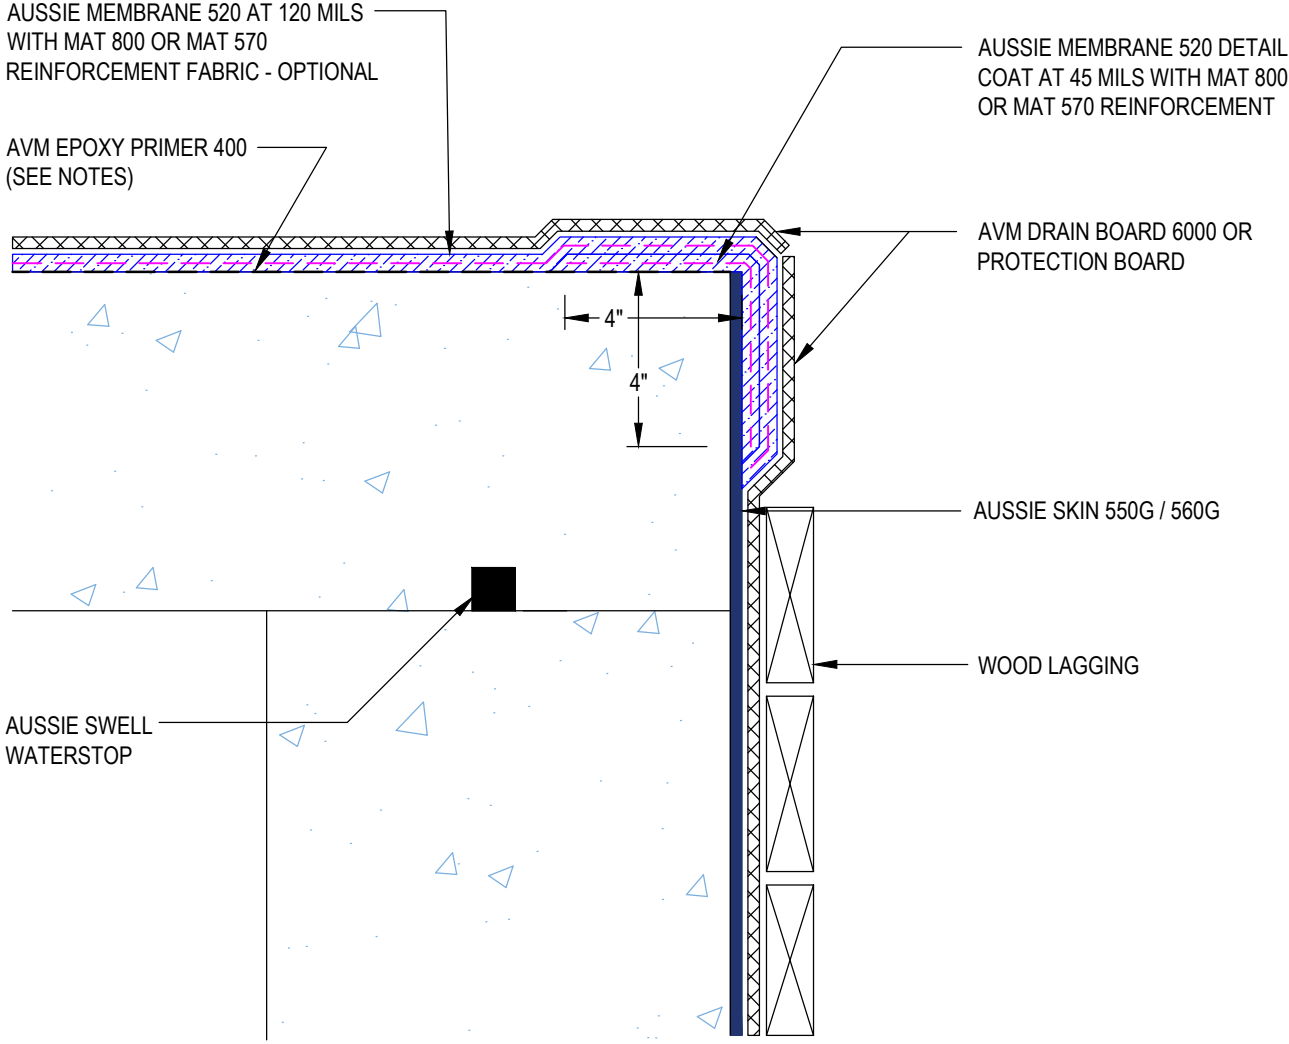 AUSSIE MEMBRANE 520 AT 120 MILS
WITH MAT 800 OR MAT 570
REINFORCEMENT FABRIC - OPTIONAL
AUSSIE MEMBRANE 520 DETAIL
COAT AT 45 MILS WITH MAT 800
OR MAT 570 REINFORCEMENT
AVM EPOXY PRIMER 400
(SEE NOTES)
AVM DRAIN BOARD 6000 OR
PROTECTION BOARD
4"
4"
AUSSIE SKIN 550G / 560G
WOOD LAGGING
AUSSIE SWELL
WATERSTOP